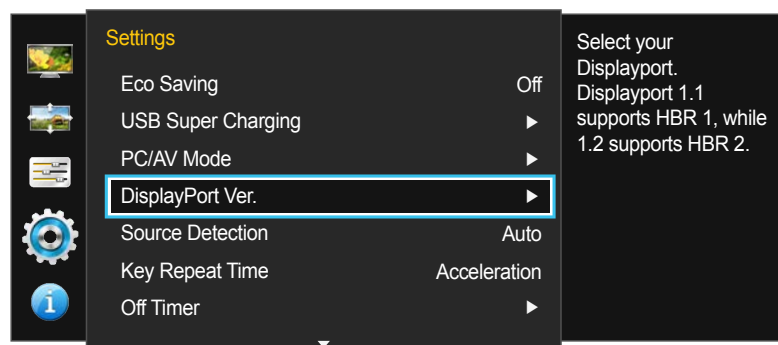 Settings
Eco Saving Off
USB Super Charging ►
PC/AV Mode ►
DisplayPort Ver. ►
Source Detection Auto
Key Repeat Time Acceleration
Off Timer ►
Select your
Displayport.
Displayport 1.1
supports HBR 1, while
1.2 supports HBR 2.
i